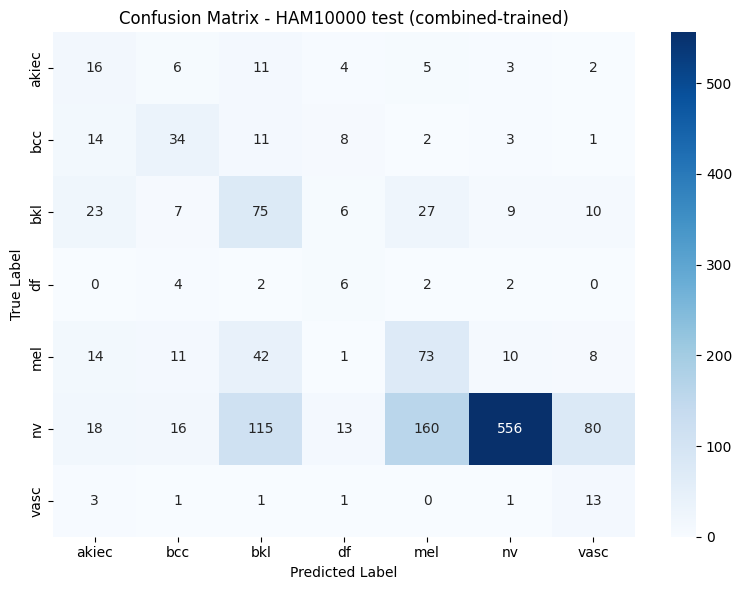 Confusion Matrix - HAM10000 test (combined-trained)
True Label
akiec 16 6 11 4 5 3 2
bcc 14 34 11 8 2 3 1
bkl 23 7 75 6 27 9 10
df 0 4 2 6 2 2 0
mel 14 11 42 1 73 10 8
nv 18 16 115 13 160 556 80
vasc 3 1 1 1 0 1 13
akiec bcc bkl df mel nv vasc
Predicted Label
500
400
300
200
100
0